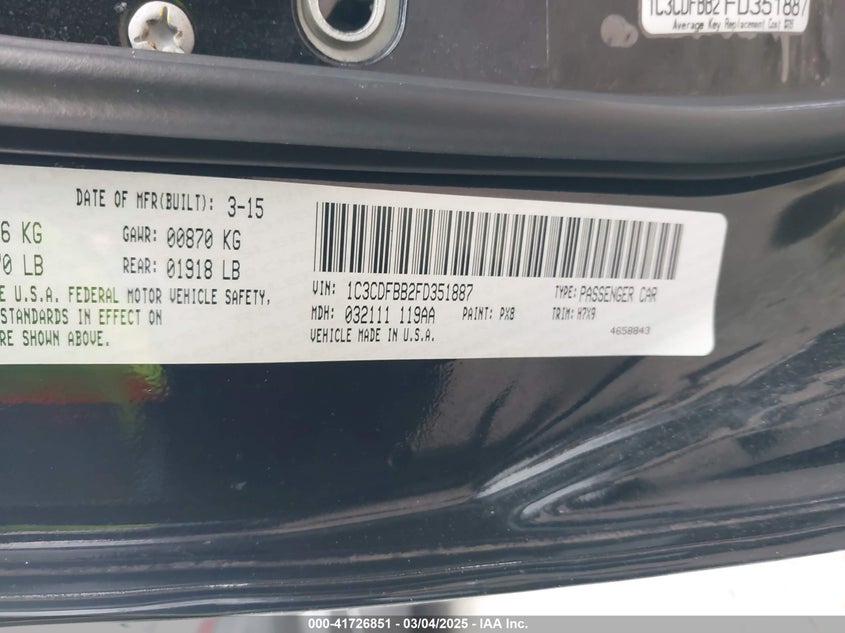 1C3CDFBB2FD351887
Average Key Replacement Cost
DATE OF MFR(BUILT): 3-15
6 KG GAWR: 00870 KG
0 LB REAR: 01918 LB
E U.S.A. FEDERAL MOTOR VEHICLE SAFETY,
STANDARDS IN EFFECT ON
RE SHOWN ABOVE.
VIN: 1C3CDFBB2FD351887 TYPE: PASSENGER CAR
MDH: 032111 119AA PAINT: PX8 TRIM: H7X9
VEHICLE MADE IN U.S.A. 4658843
000-41726851 - 03/04/2025 - IAAI.com Inc.